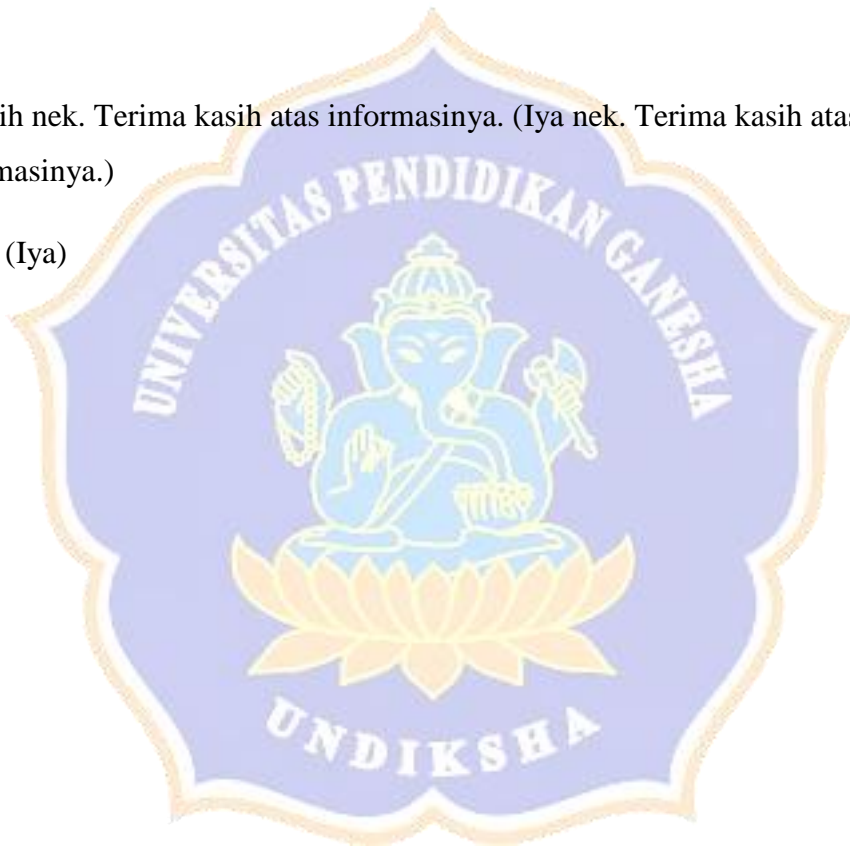 ih nek. Terima kasih atas informasinya. (Iya nek. Terima kasih atas
masinya.)
(Iya)
UNIVERSITAS PENDIDIKAN GANESHA
UNDIKSHA